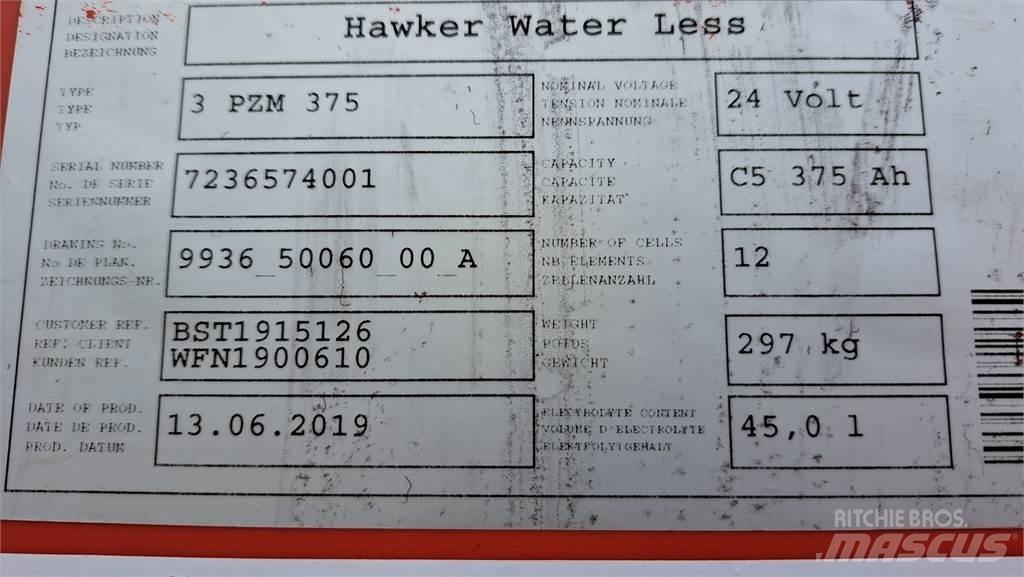 DESCRIPTION
DESIGNATION
BEZEICHNUNG
Hawker Water Less
TYPE
TYPE
TYP
3 PZM 375
NOMINAL VOLTAGE
TENSION NOMINALE
NENNSPANNUNG
24 Volt
SERIAL NUMBER
No. DE SERIE
SERIENNUMMER
7236574001
CAPACITY
CAPACITE
KAPAZITAT
C5 375 Ah
DRAWING No.
No DE PLAN.
ZEICHNUNGS-NR.
9936_50060_00_A
NUMBER OF CELLS
NB ELEMENTS
ZELLENANZAHL
12
CUSTOMER REF.
REF. CLIENT
KUNDEN REF.
BST1915126
WFN1900610
WEIGHT
POIDS
GEWICHT
297 kg
DATE OF PROD.
DATE DE PROD.
PROD. DATUM
13.06.2019
ELECTROLYTE CONTENT
VOLUME D'ELECTROLYTE
ELEKTROLYTGEHALT
45,0 l
RITCHIE BROS.
MASCUS